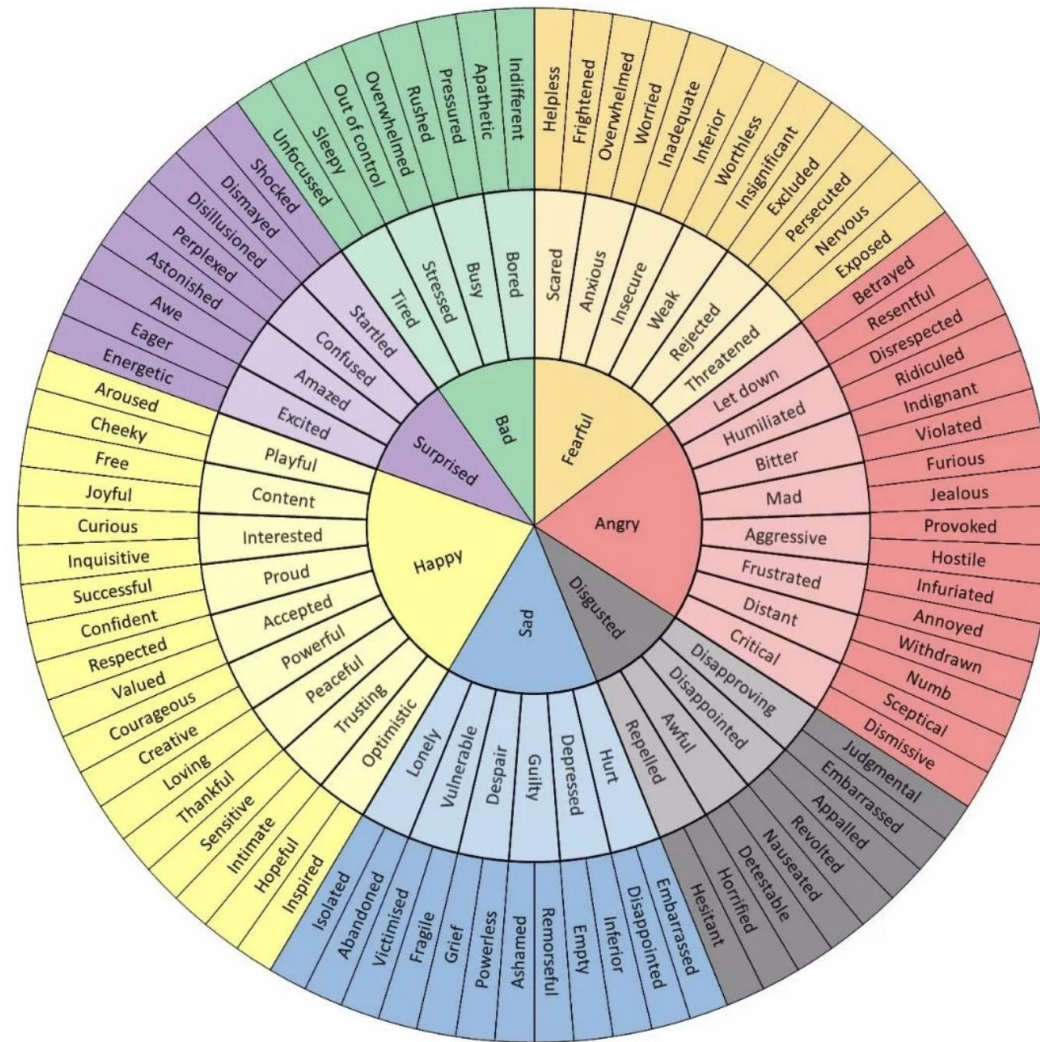 Fearful
Angry
Disgusted
Sad
Happy
Surprised
Bad
Scared
Anxious
Insecure
Weak
Rejected
Threatened
Let down
Humiliated
Bitter
Mad
Aggressive
Frustrated
Distant
Critical
Disapproving
Disappointed
Awful
Repelled
Hurt
Depressed
Guilty
Despair
Vulnerable
Lonely
Optimistic
Trusting
Peaceful
Powerful
Accepted
Proud
Interested
Content
Playful
Excited
Amazed
Confused
Startled
Tired
Stressed
Busy
Bored
Helpless
Frightened
Overwhelmed
Worried
Inadequate
Inferior
Worthless
Insignificant
Excluded
Persecuted
Nervous
Exposed
Betrayed
Resentful
Disrespected
Ridiculed
Indignant
Violated
Furious
Jealous
Provoked
Hostile
Infuriated
Annoyed
Withdrawn
Numb
Sceptical
Dismissive
Judgmental
Embarrassed
Appalled
Revolted
Nauseated
Detestable
Horrified
Hesitant
Embarrassed
Disappointed
Inferior
Empty
Remorseful
Ashamed
Powerless
Grief
Fragile
Victimised
Abandoned
Isolated
Inspired
Hopeful
Intimate
Sensitive
Thankful
Loving
Creative
Courageous
Valued
Respected
Confident
Successful
Inquisitive
Curious
Joyful
Free
Cheeky
Aroused
Energetic
Eager
Awe
Astonished
Perplexed
Disillusioned
Dismayed
Shocked
Unfocussed
Sleepy
Out of control
Overwhelmed
Rushed
Pressured
Apathetic
Indifferent